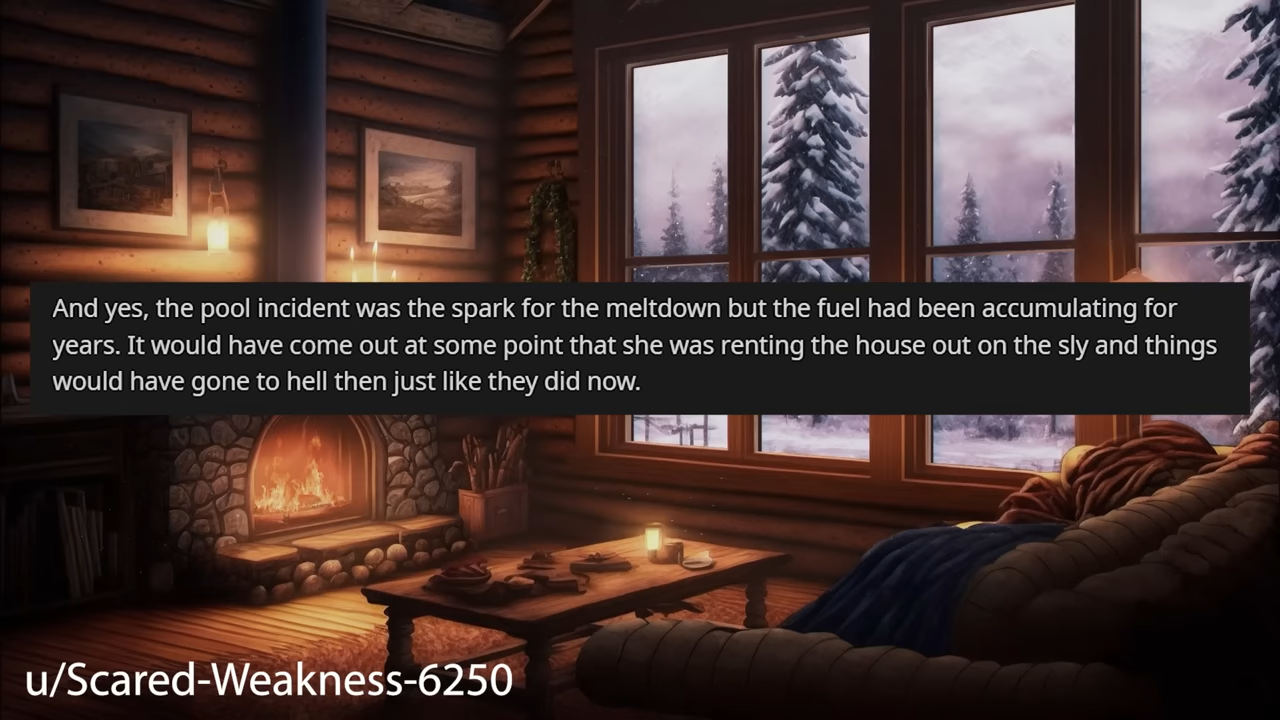 And yes, the pool incident was the spark for the meltdown but the fuel had been accumulating for
years. It would have come out at some point that she was renting the house out on the sly and things
would have gone to hell then just like they did now.
u/Scared-Weakness-6250